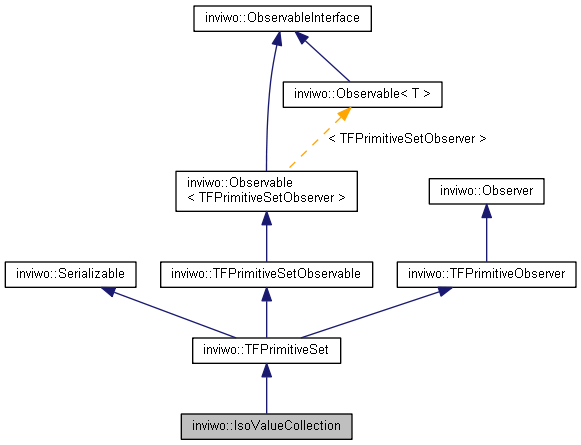 inviwo::ObservableInterface
inviwo::Observable< T >
< TFPrimitiveSetObserver >
inviwo::Observable
< TFPrimitiveSetObserver >
inviwo::Observer
inviwo::Serializable
inviwo::TFPrimitiveSetObservable
inviwo::TFPrimitiveObserver
inviwo::TFPrimitiveSet
inviwo::IsoValueCollection